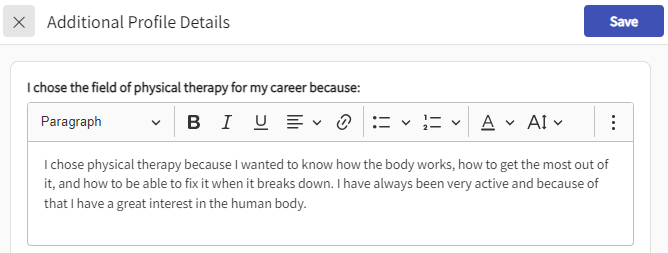 Additional Profile Details
Save
I chose the field of physical therapy for my career because:
Paragraph
B I U A AI
I chose physical therapy because I wanted to know how the body works, how to get the most out of
it, and how to be able to fix it when it breaks down. I have always been very active and because of
that I have a great interest in the human body.